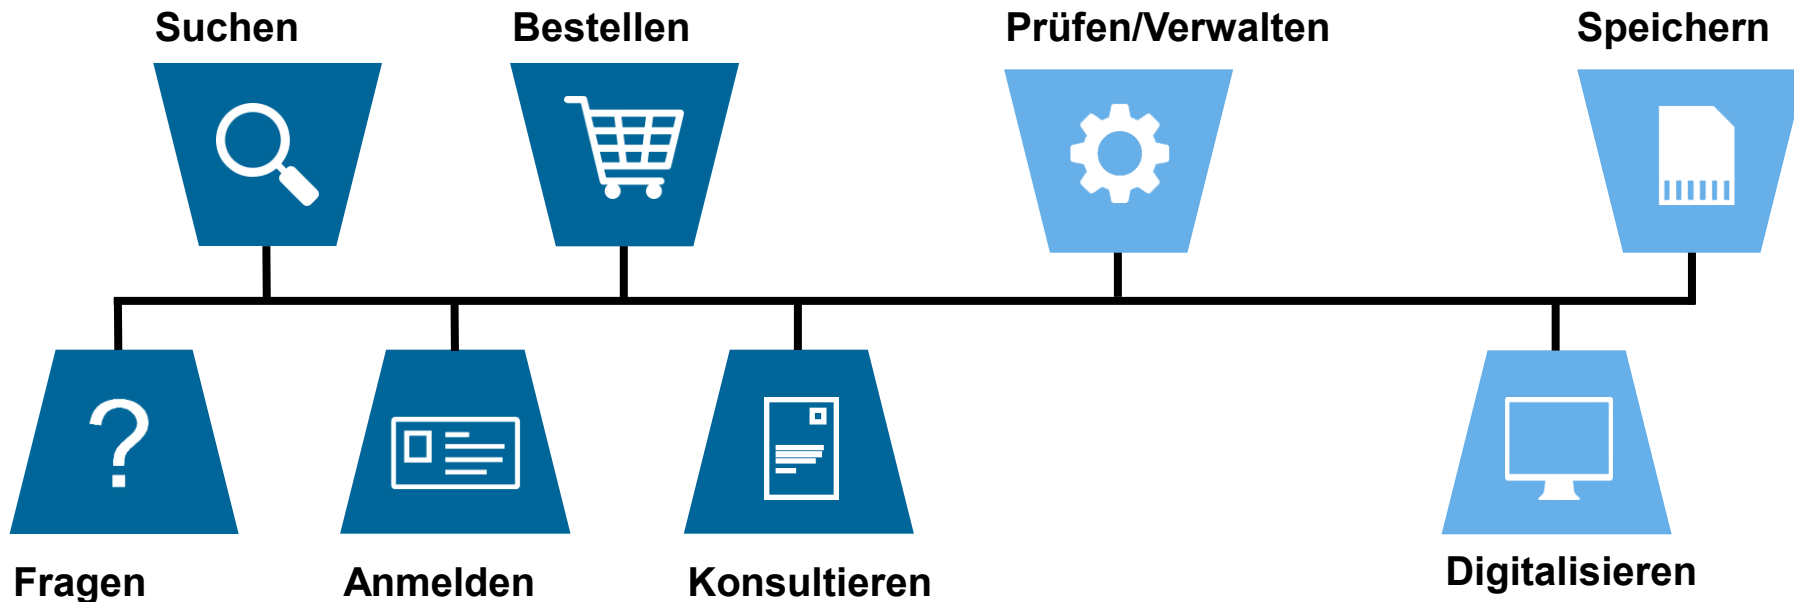 Suchen
Bestellen
Prüfen/Verwalten
Speichern
?
Fragen
Anmelden
Konsultieren
Digitalisieren